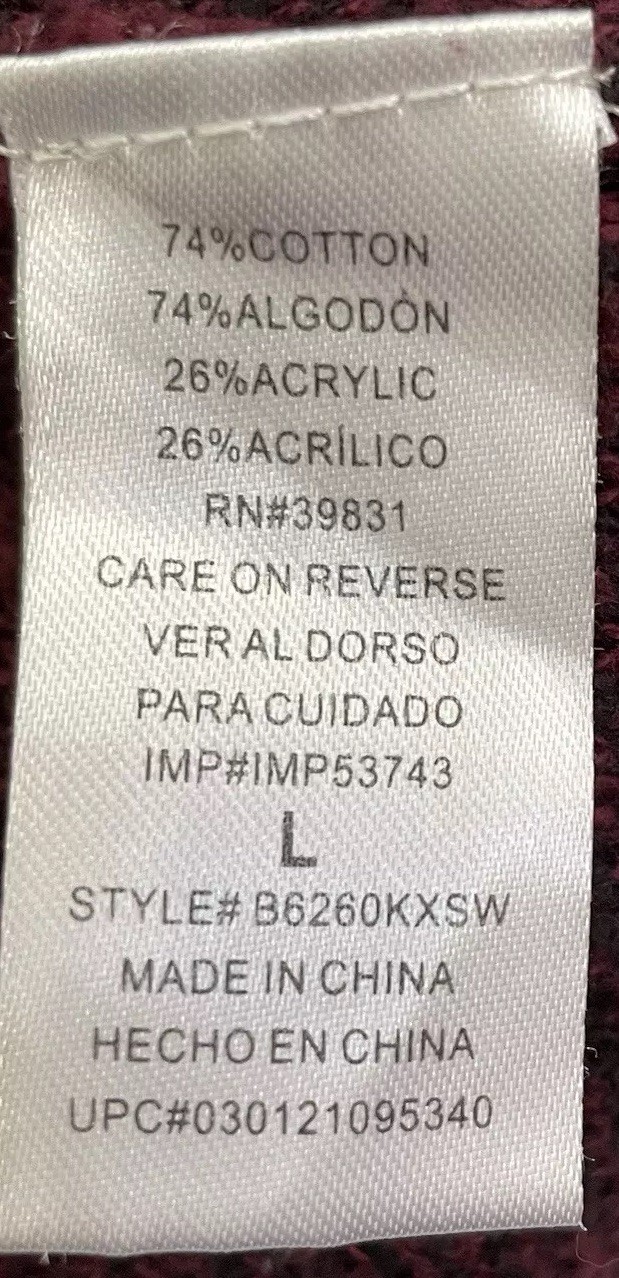 74%COTTON
74%ALGODÓN
26%ACRYLIC
26%ACRÍLICO
RN#39831
CARE ON REVERSE
VER AL DORSO
PARA CUIDADO
IMP#IMP53743
L
STYLE# B6260KXSW
MADE IN CHINA
HECHO EN CHINA
UPC#030121095340